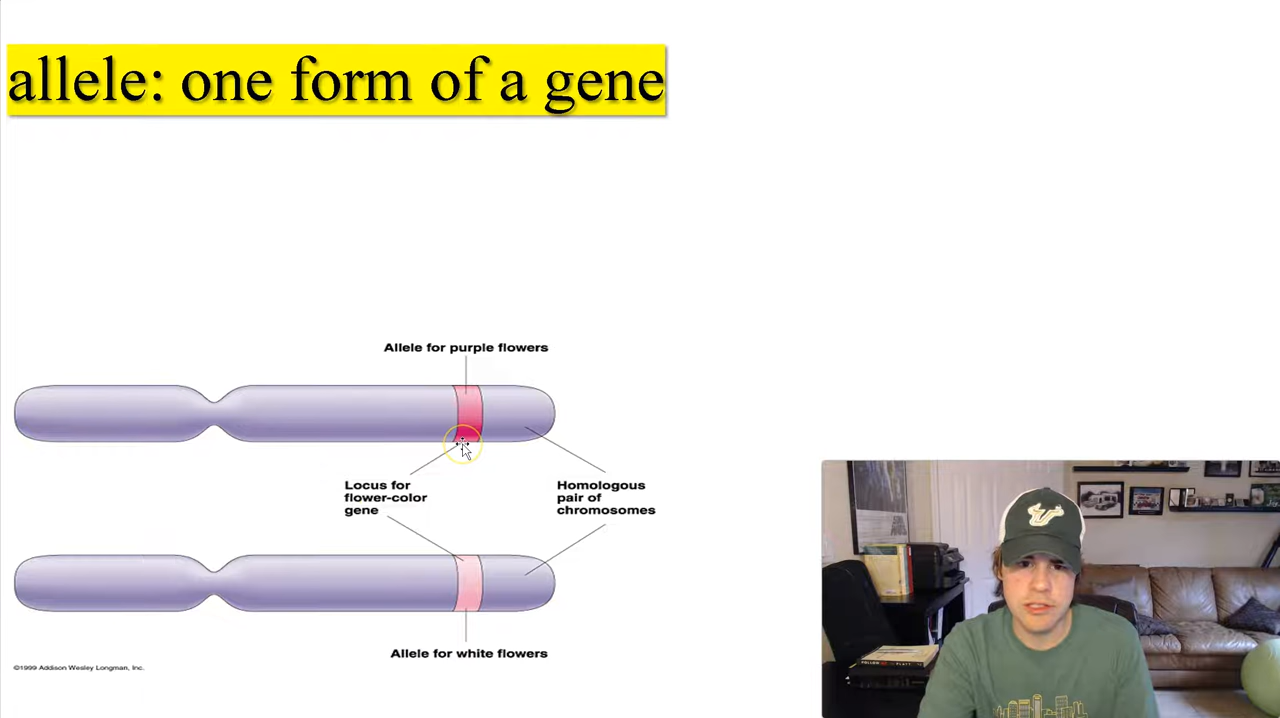 allele: one form of a gene
Allele for purple flowers
Locus for
flower-color
gene
Homologous
pair of
chromosomes
Allele for white flowers
©1999 Addison Wesley Longman, Inc.